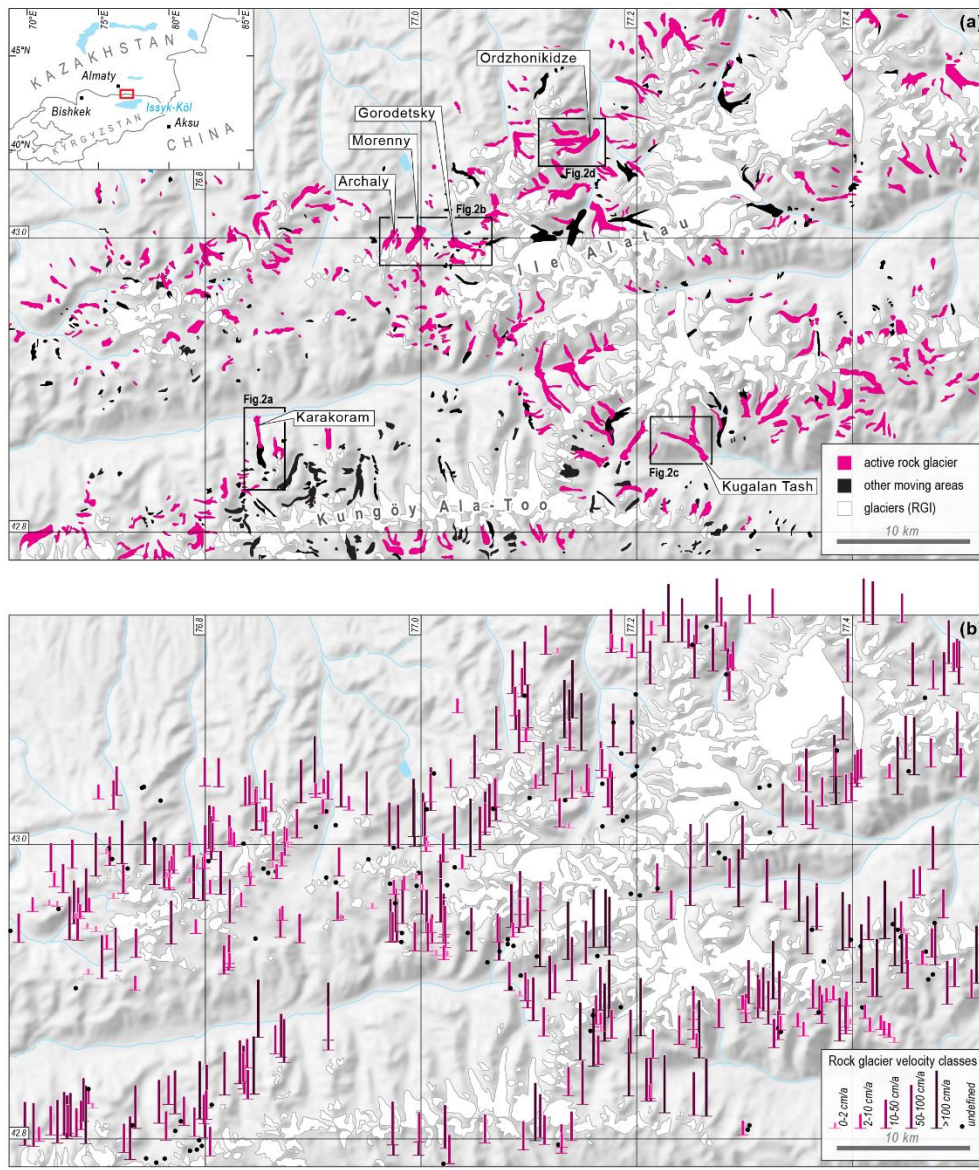 70°E
75°E
80°E
85°E
45°N
40°N
KAZAKHSTAN
Almaty
Bishkek
Issyk-Köl
KYRGYZSTAN
Aksu
CHINA
77.0
77.2
77.4
(a)
Ordzhonikidze
Gorodetsky
Morenny
Archaly
76.8
Fig.2d
Fig.2b
43.0
Ile Alatau
Fig.2a
Karakoram
Fig.2c
Kugalan Tash
Kungöy Ala-Too
42.8
active rock glacier
other moving areas
glaciers (RGI)
10 km
76.8
77.0
77.2
77.4
(b)
43.0
42.8
Rock glacier velocity classes
0-2 cm/a
2-10 cm/a
10-50 cm/a
50-100 cm/a
>100 cm/a
undefined
10 km